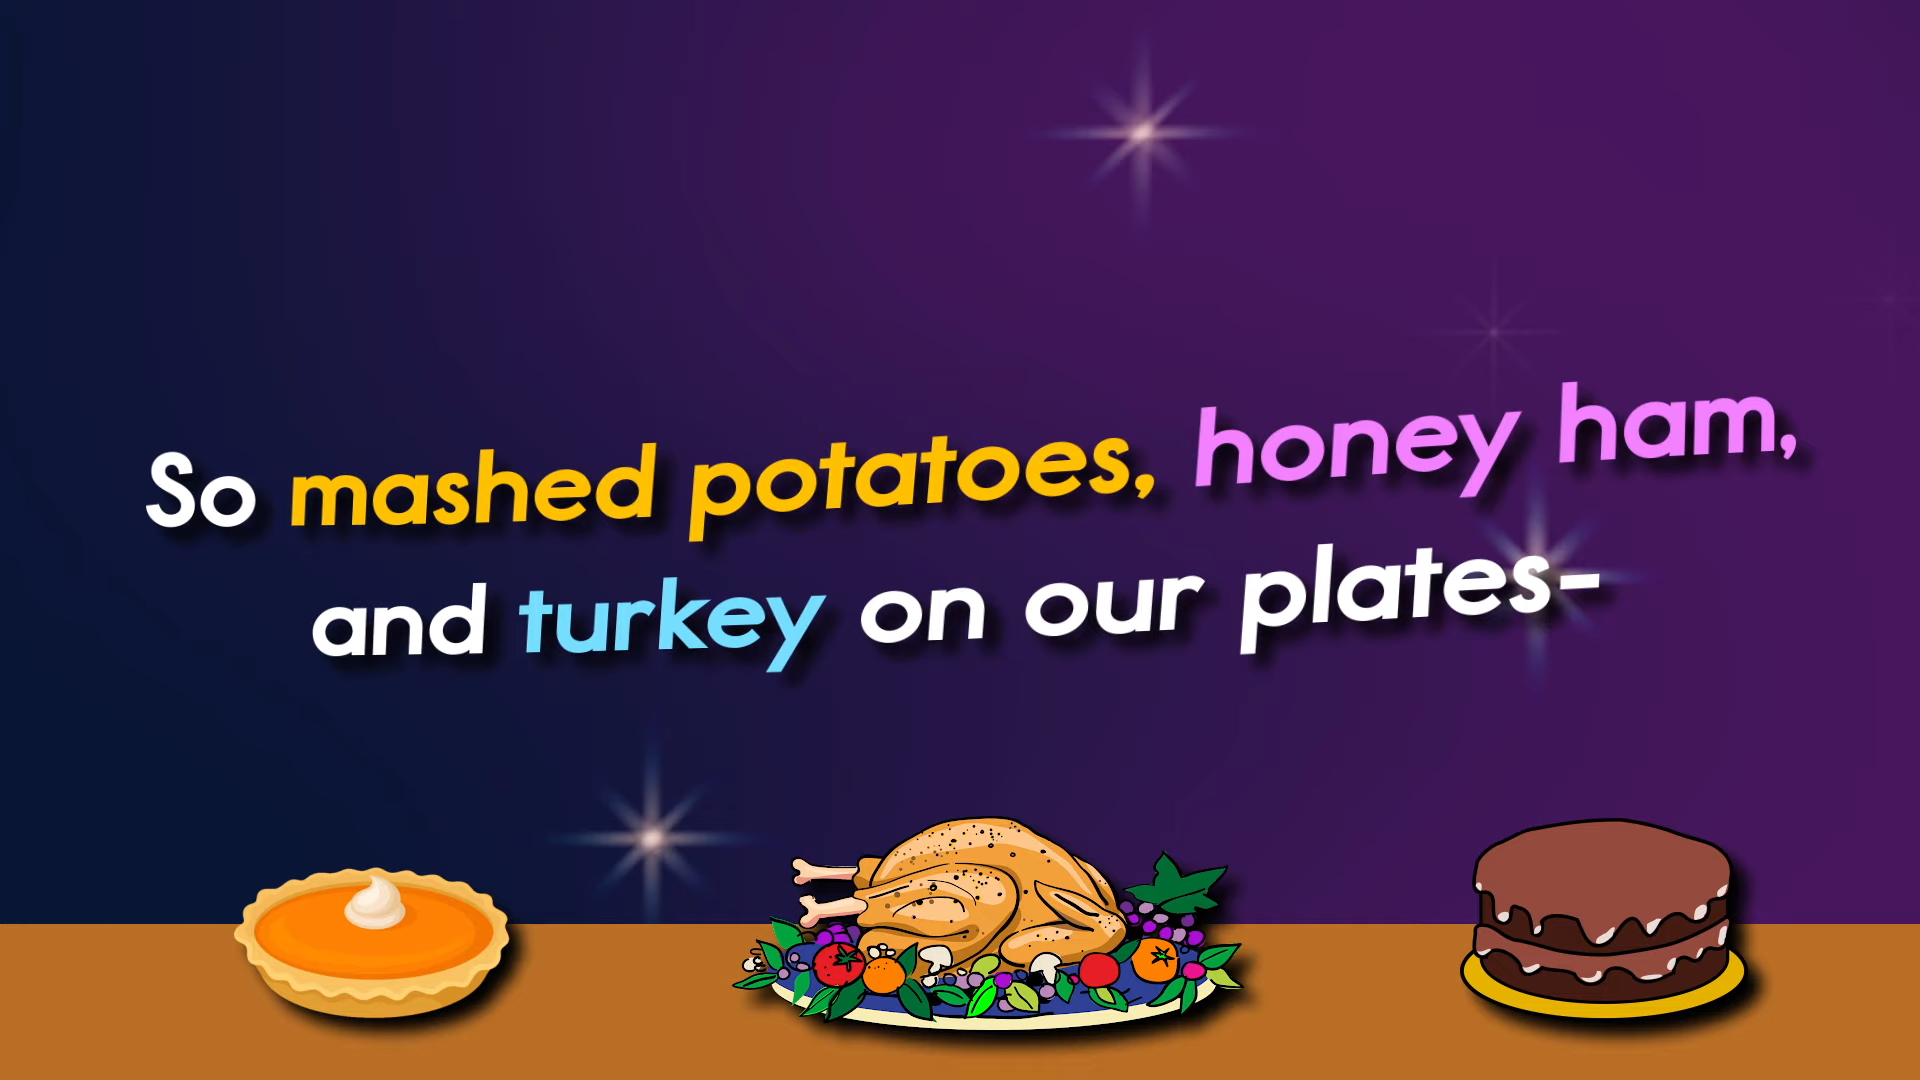 So mashed potatoes, honey ham,
and turkey on our plates-